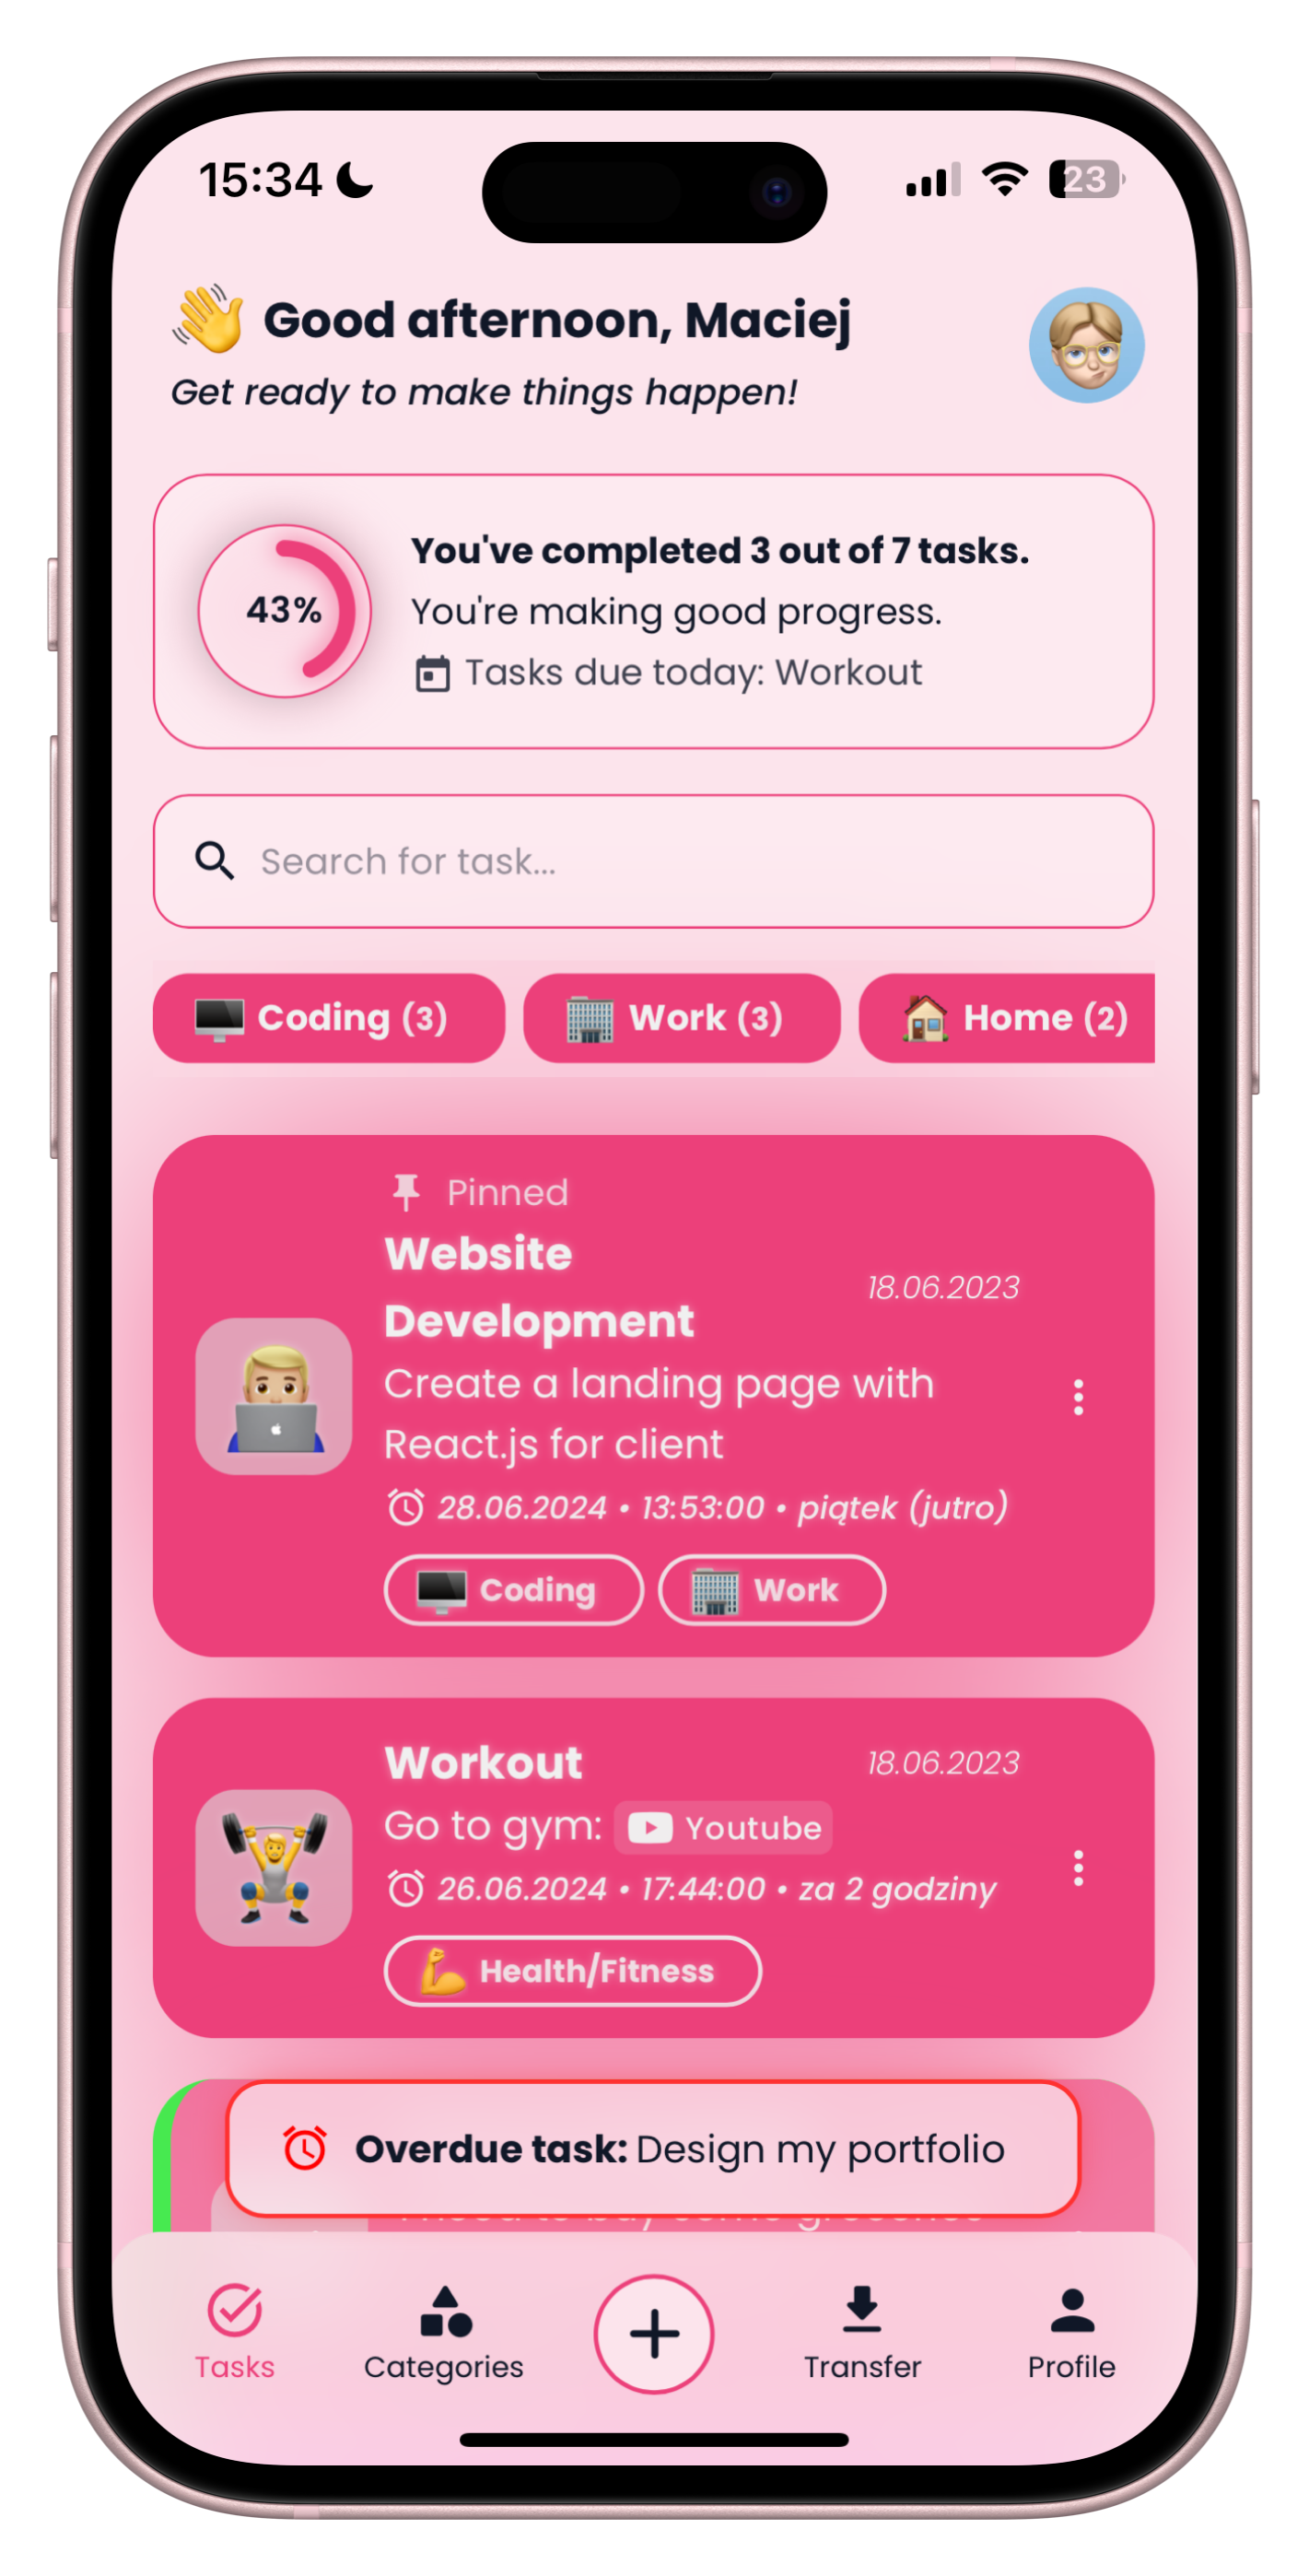 15:34
23
👋 Good afternoon, Maciej
Get ready to make things happen!
43%
You've completed 3 out of 7 tasks.
You're making good progress.
Tasks due today: Workout
Search for task...
Coding (3)
Work (3)
Home (2)
Pinned
Website
Development
18.06.2023
Create a landing page with
React.js for client
28.06.2024 • 13:53:00 • piątek (jutro)
Coding
Work
Workout
18.06.2023
Go to gym: Youtube
26.06.2024 • 17:44:00 • za 2 godziny
Health/Fitness
Overdue task: Design my portfolio
Tasks
Categories
Transfer
Profile